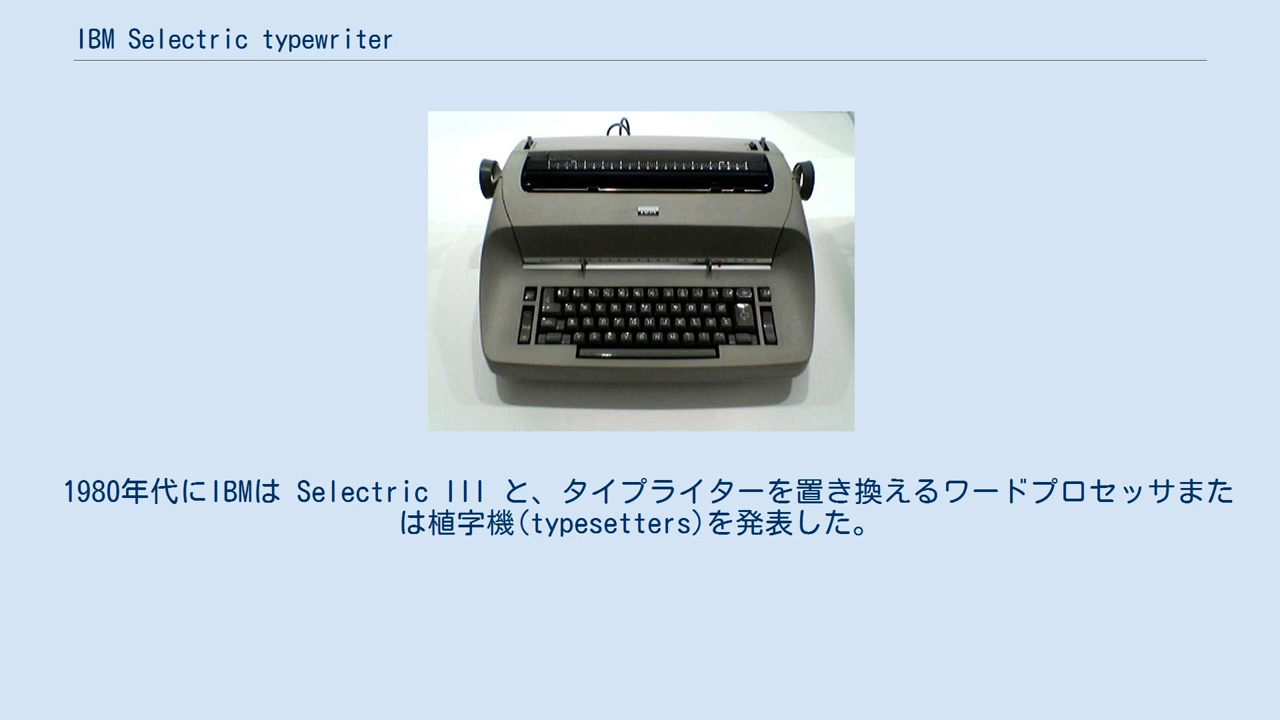 IBM Selectric typewriter
IBM
1980年代にIBMは Selectric III と、タイプライターを置き換えるワードプロセッサまた
は植字機(typesetters)を発表した。